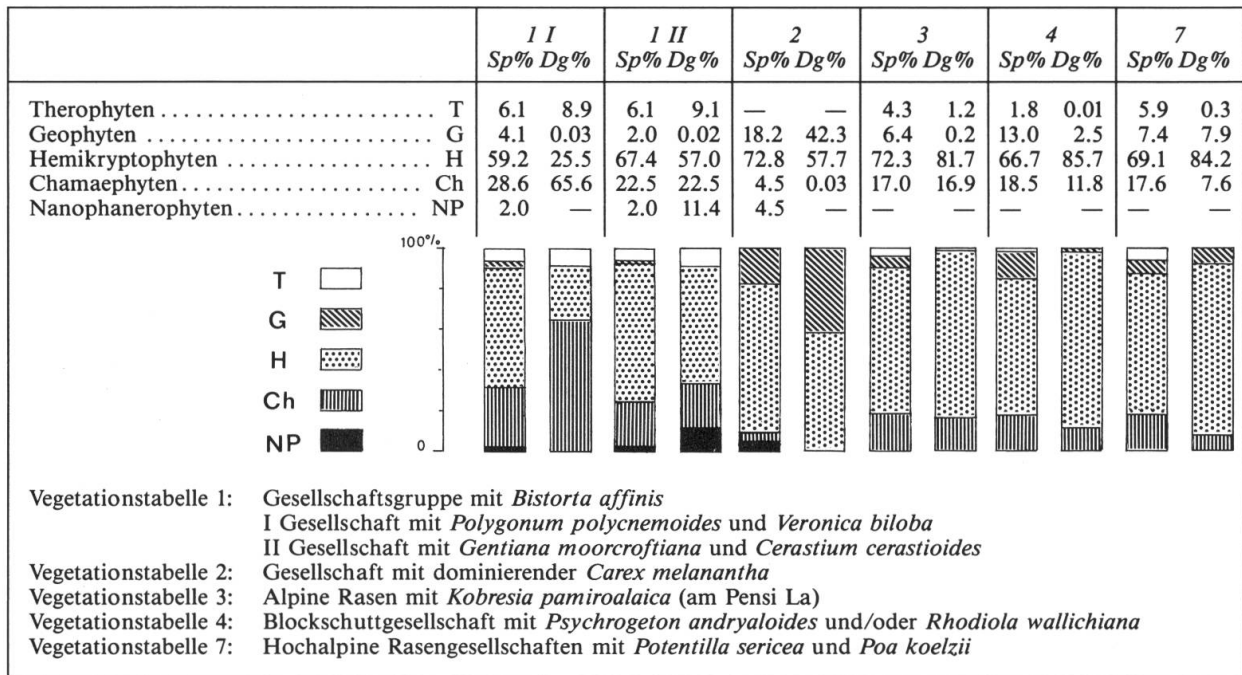 1 I 1 II 2 3 4 7
Sp% Dg% Sp% Dg% Sp% Dg% Sp% Dg% Sp% Dg% Sp% Dg%
Therophyten ........................ T 6.1 8.9 6.1 9.1 — — 4.3 1.2 1.8 0.01 5.9 0.3
Geophyten ......................... G 4.1 0.03 2.0 0.02 18.2 42.3 6.4 0.2 13.0 2.5 7.4 7.9
Hemikryptophyten .................. H 59.2 25.5 67.4 57.0 72.8 57.7 72.3 81.7 66.7 85.7 69.1 84.2
Chamaephyten ..................... Ch 28.6 65.6 22.5 22.5 4.5 0.03 17.0 16.9 18.5 11.8 17.6 7.6
Nanophanerophyten ................ NP 2.0 — 2.0 11.4 4.5 — — — — — — —
100%
T
G
H
Ch
NP 0
Vegetationstabelle 1: Gesellschaftsgruppe mit Bistorta affinis
I Gesellschaft mit Polygonum polycnemoides und Veronica biloba
II Gesellschaft mit Gentiana moorcroftiana und Cerastium cerastioides
Vegetationstabelle 2: Gesellschaft mit dominierender Carex melanantha
Vegetationstabelle 3: Alpine Rasen mit Kobresia pamiroalaica (am Pensi La)
Vegetationstabelle 4: Blockschuttgesellschaft mit Psychrogeton andryaloides und/oder Rhodiola wallichiana
Vegetationstabelle 7: Hochalpine Rasengesellschaften mit Potentilla sericea und Poa koelzii